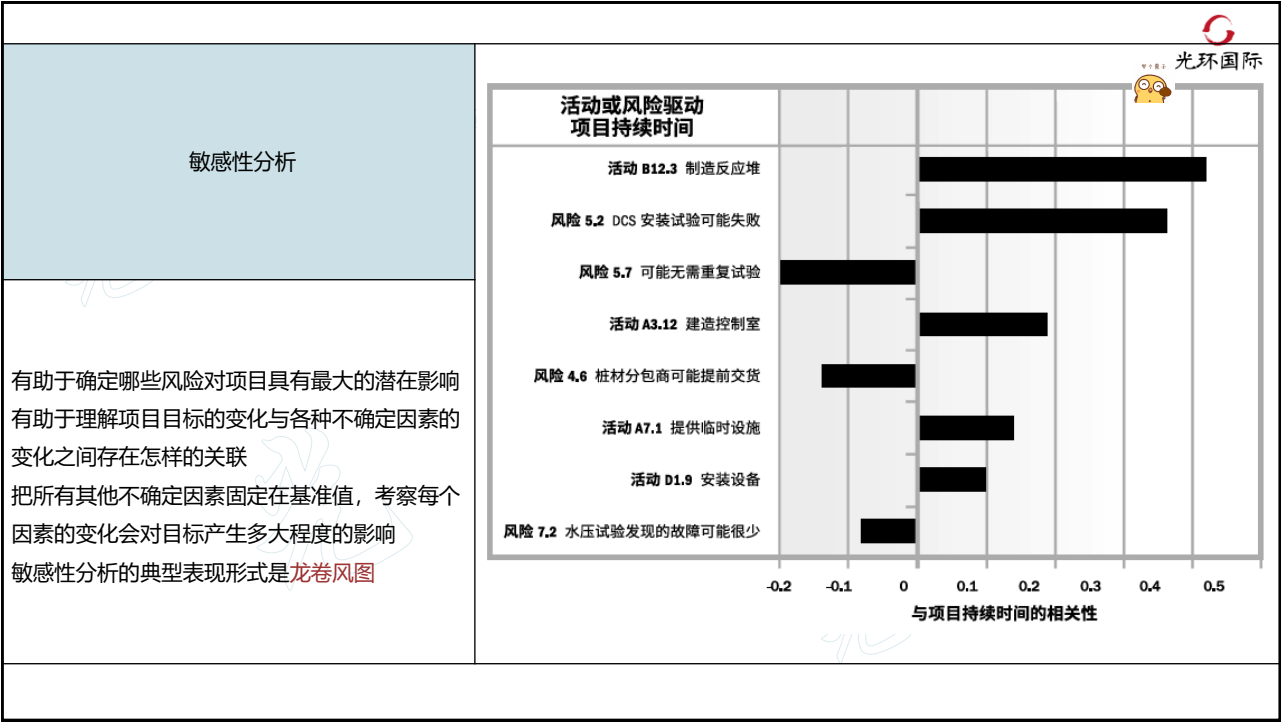 光环国际
敏感性分析
有助于确定哪些风险对项目具有最大的潜在影响
有助于理解项目目标的变化与各种不确定因素的
变化之间存在怎样的关联
把所有其他不确定因素固定在基准值，考察每个
因素的变化会对目标产生多大程度的影响
敏感性分析的典型表现形式是龙卷风图
活动或风险驱动
项目持续时间
活动 B12.3 制造反应堆
风险 5.2 DCS 安装试验可能失败
风险 5.7 可能无需重复试验
活动 A3.12 建造控制室
风险 4.6 桩材分包商可能提前交货
活动 A7.1 提供临时设施
活动 D1.9 安装设备
风险 7.2 水压试验发现的故障可能很少
-0.2 -0.1 0 0.1 0.2 0.3 0.4 0.5
与项目持续时间的相关性